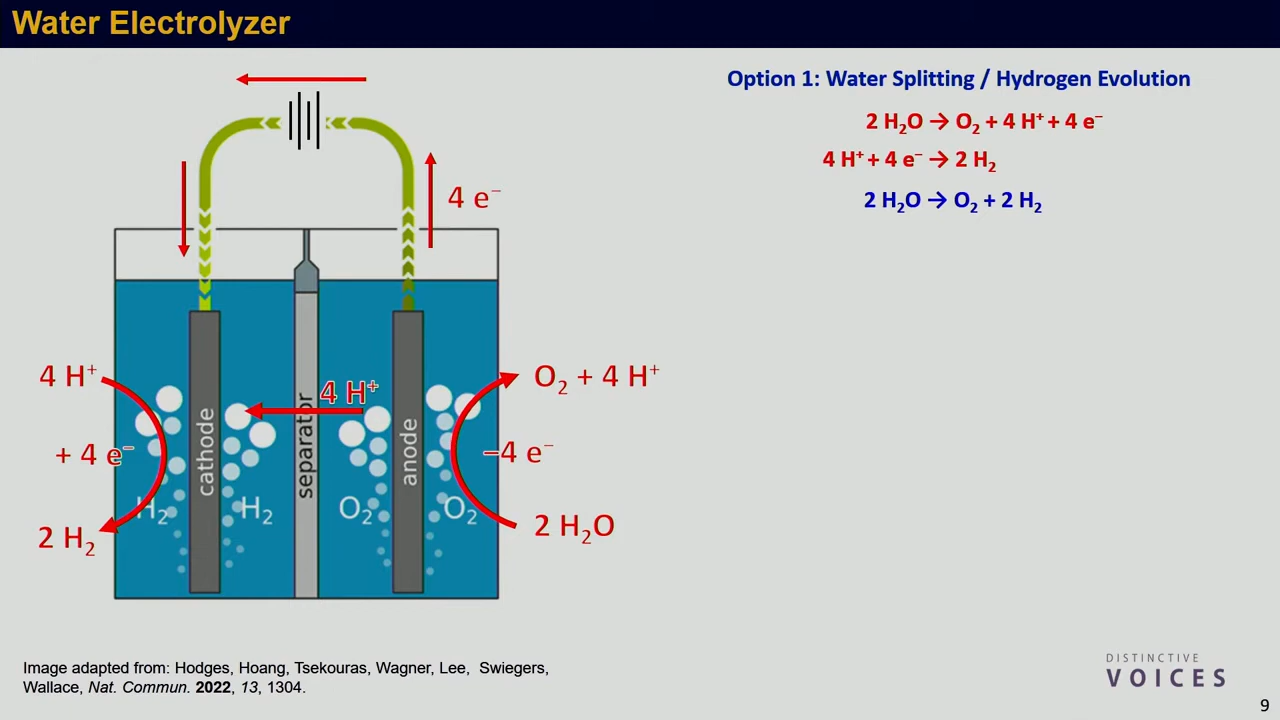 Water Electrolyzer
Option 1: Water Splitting / Hydrogen Evolution
2 H₂O → O₂ + 4 H⁺ + 4 e⁻
4 H⁺ + 4 e⁻ → 2 H₂
2 H₂O → O₂ + 2 H₂
4 e⁻
4 H⁺
+ 4 e⁻
2 H₂
H₂
cathode
H₂
4 H⁺
separator
O₂
anode
O₂
O₂ + 4 H⁺
–4 e⁻
2 H₂O
Image adapted from: Hodges, Hoang, Tsekouras, Wagner, Lee, Swiegers,
Wallace, Nat. Commun. 2022, 13, 1304.
DISTINCTIVE
VOICES
9